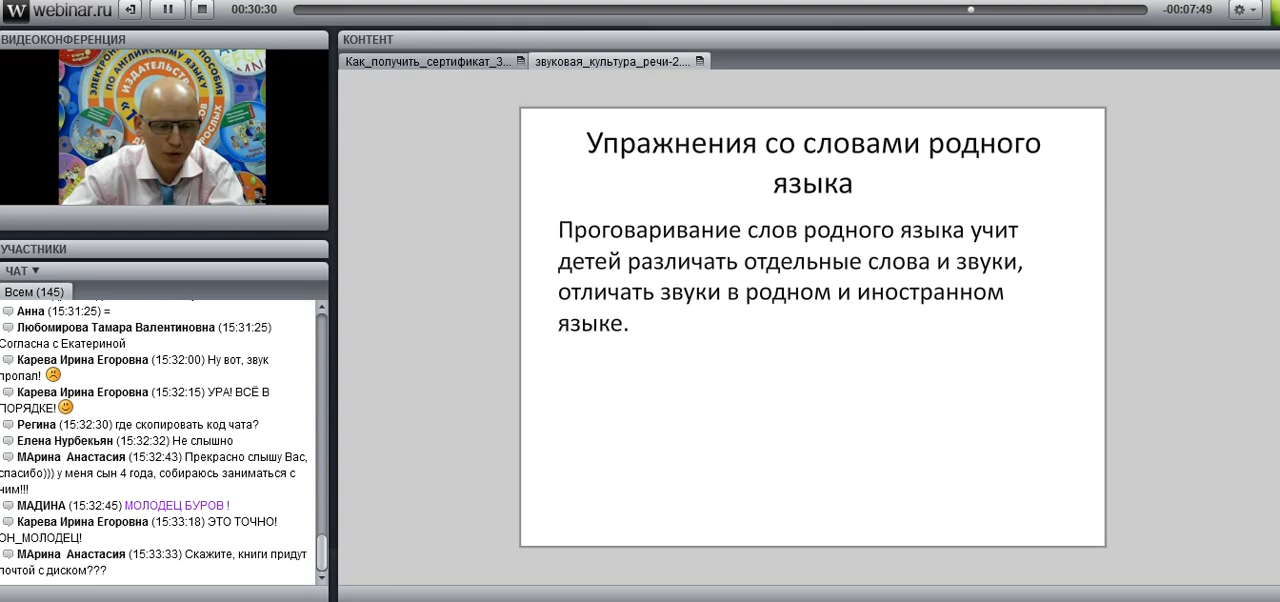 W webinar.ru
00:30:30
-00:07:49
ВИДЕОКОНФЕРЕНЦИЯ
ЭЛЕКТРОННЫЕ
ПО АНГЛИЙСКОМУ ЯЗЫКУ
ПОСОБИЯ
ИЗДАТЕЛЬСТВ
УЧАСТНИКИ
ЧАТ
Всем (145)
Анна (15:31:25) =
Любомирова Тамара Валентиновна (15:31:25)
Согласна с Екатериной
Карева Ирина Егоровна (15:32:00) Ну вот, звук
пропал!
Карева Ирина Егоровна (15:32:15) УРА! ВСЁ В
ПОРЯДКЕ!
Регина (15:32:30) где скопировать код чата?
Елена Нурбекьян (15:32:32) Не слышно
МАрина Анастасия (15:32:43) Прекрасно слышу Вас,
спасибо))) у меня сын 4 года, собираюсь заниматься с
ним!!!
МАДИНА (15:32:45) МОЛОДЕЦ БУРОВ !
Карева Ирина Егоровна (15:33:18) ЭТО ТОЧНО!
ОН_МОЛОДЕЦ!
МАрина Анастасия (15:33:33) Скажите, книги придут
почтой с диском???
КОНТЕНТ
Как_получить_сертификат_3...
звуковая_культура_речи-2....
Упражнения со словами родного
языка
Проговаривание слов родного языка учит
детей различать отдельные слова и звуки,
отличать звуки в родном и иностранном
языке.